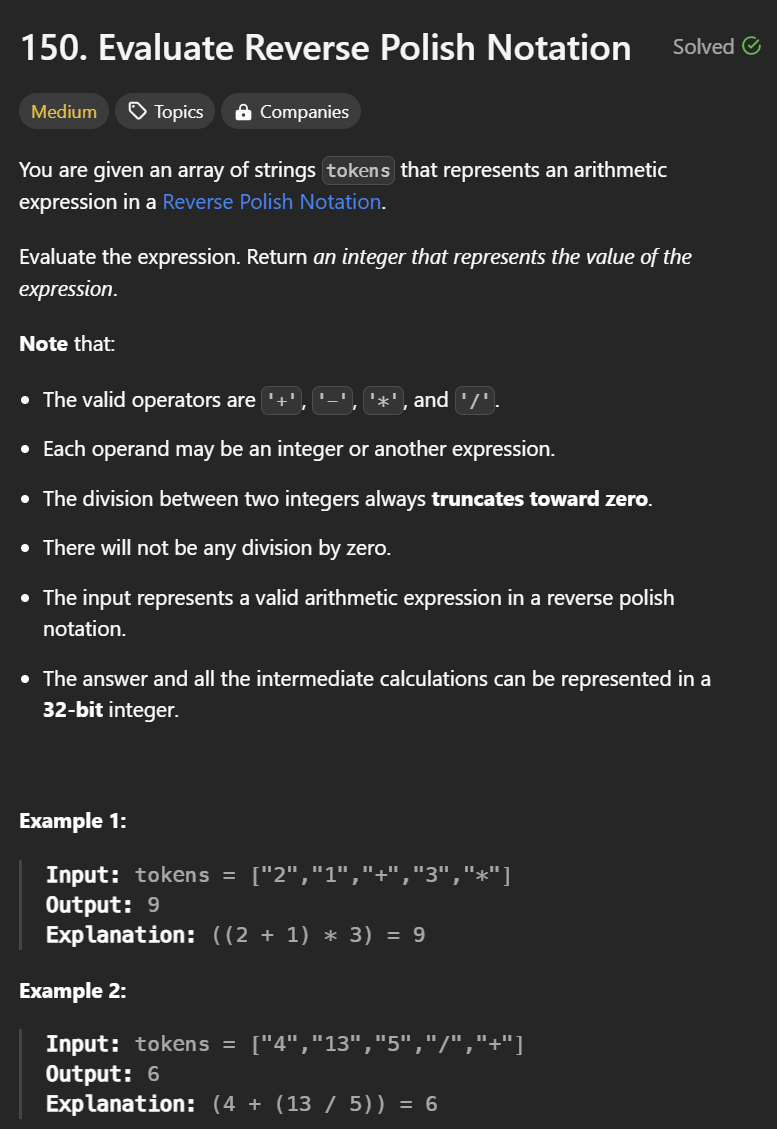 150. Evaluate Reverse Polish Notation Solved
Medium Topics Companies
You are given an array of strings tokens that represents an arithmetic
expression in a Reverse Polish Notation.
Evaluate the expression. Return an integer that represents the value of the
expression.
Note that:
• The valid operators are '+', '-', '*', and '/'.
• Each operand may be an integer or another expression.
• The division between two integers always truncates toward zero.
• There will not be any division by zero.
• The input represents a valid arithmetic expression in a reverse polish
notation.
• The answer and all the intermediate calculations can be represented in a
32-bit integer.
Example 1:
Input: tokens = ["2","1","+","3","*"]
Output: 9
Explanation: ((2 + 1) * 3) = 9
Example 2:
Input: tokens = ["4","13","5","/","+"]
Output: 6
Explanation: (4 + (13 / 5)) = 6